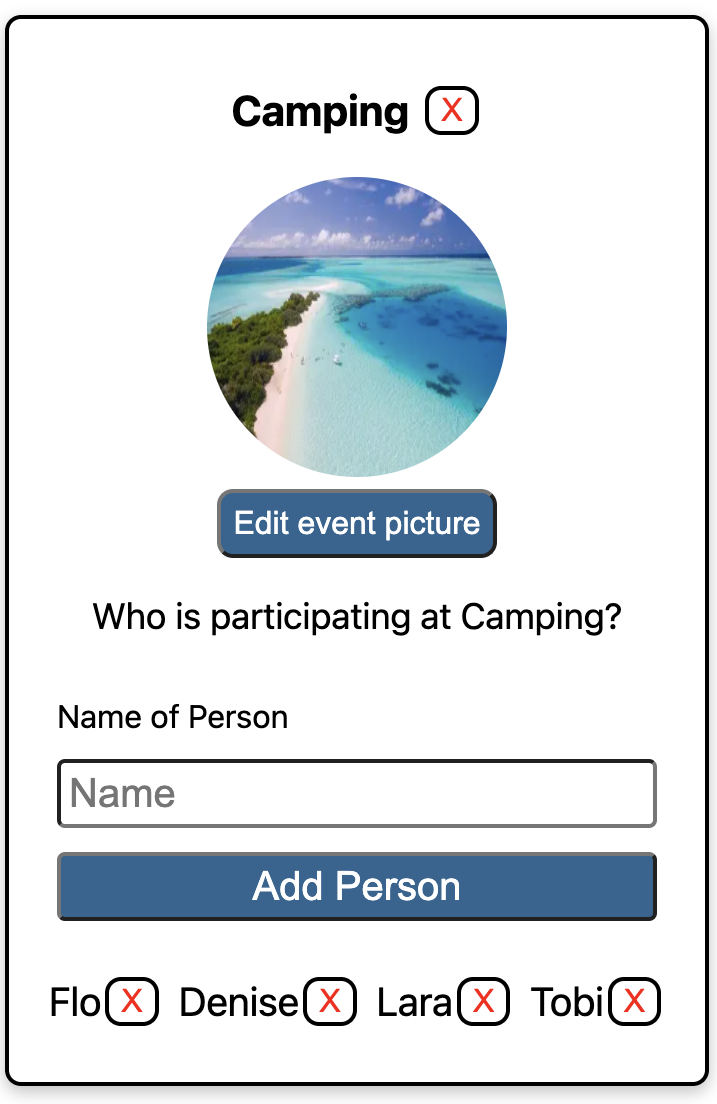 Camping X
Edit event picture
Who is participating at Camping?
Name of Person
Name
Add Person
Flo X Denise X Lara X Tobi X